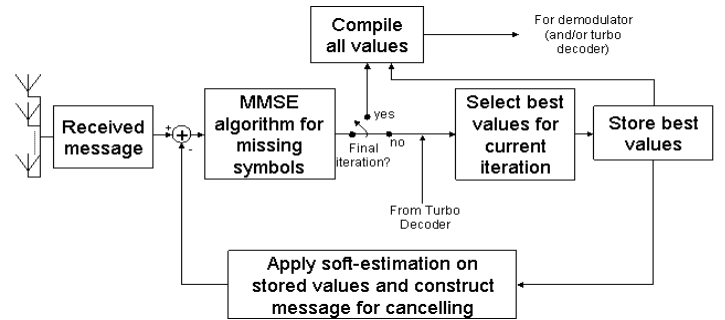 Compile
all values
For demodulator
(and/or turbo
decoder)
Received
message
+
-
MMSE
algorithm for
missing
symbols
yes
no
Final
iteration?
From Turbo
Decoder
Select best
values for
current
iteration
Store best
values
Apply soft-estimation on
stored values and construct
message for cancelling